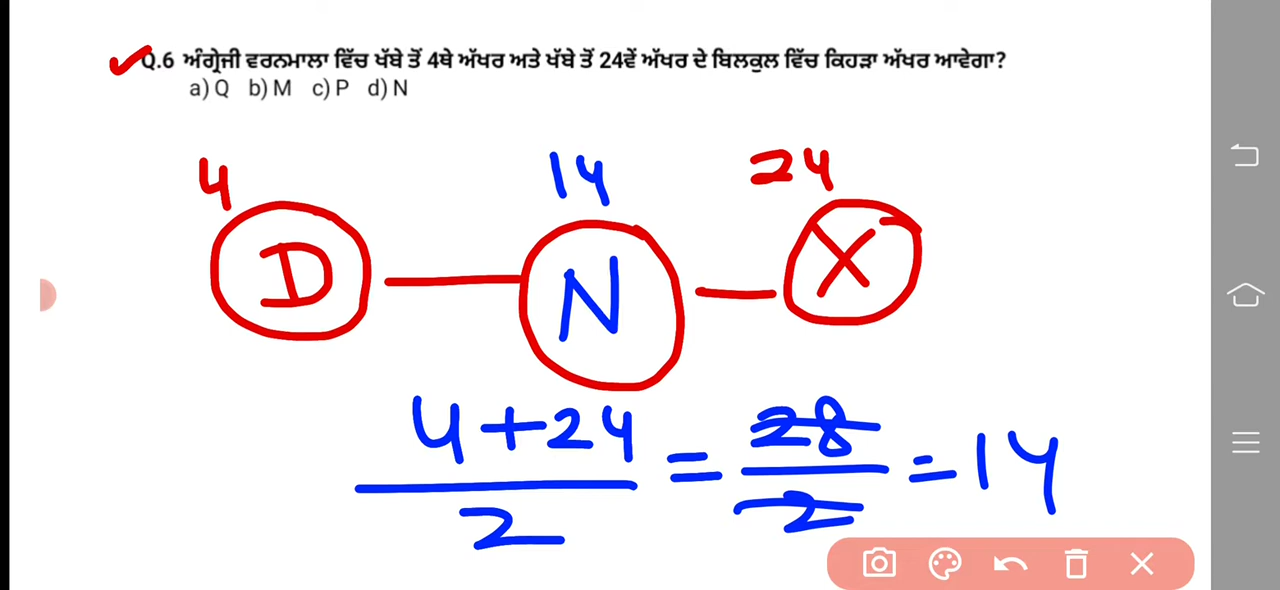 Q.6 ਅੰਗ੍ਰੇਜੀ ਵਰਨਮਾਲਾ ਵਿੱਚ ਖੱਬੇ ਤੋਂ 4ਥੇ ਅੱਖਰ ਅਤੇ ਖੱਬੇ ਤੋਂ 24ਵੇਂ ਅੱਖਰ ਦੇ ਬਿਲਕੁਲ ਵਿੱਚ ਕਿਹੜਾ ਅੱਖਰ ਆਵੇਗਾ?
a) Q b) M c) P d) N
4 14 24
D N X
4+24/2 = 28/2 = 14